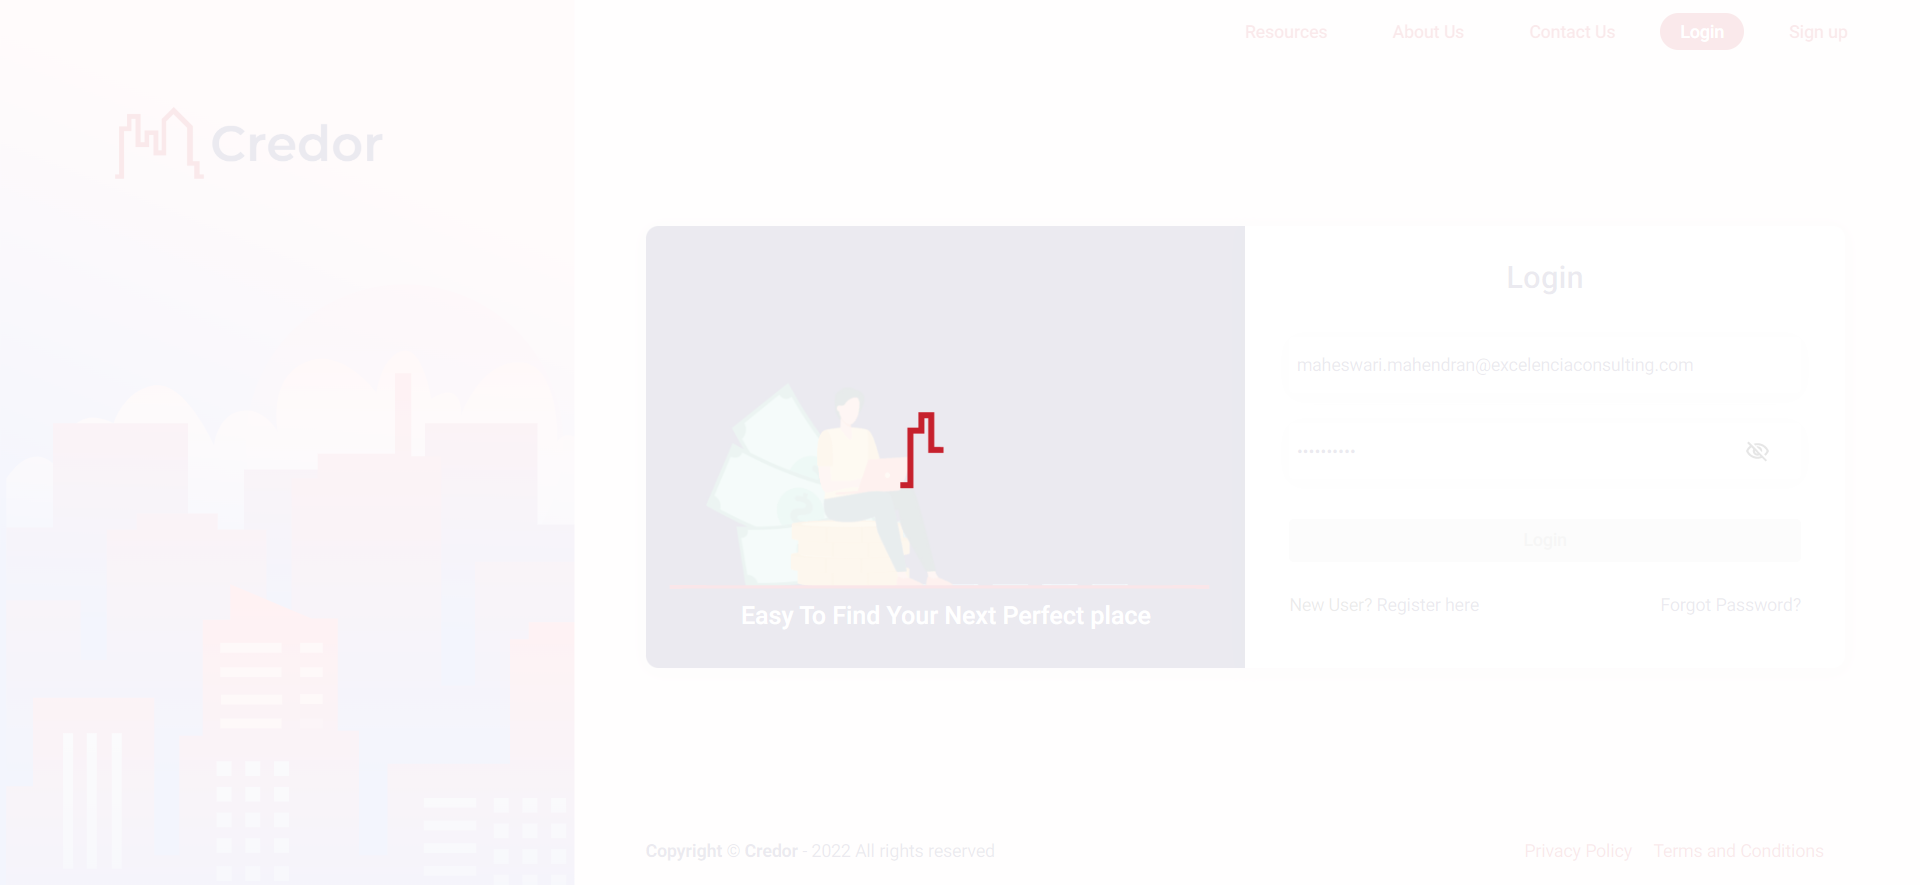 Resources About Us Contact Us Login Sign up
Credor
Login
maheswari.mahendran@excelenciaconsulting.com
••••••••••
Login
New User? Register here Forgot Password?
Easy To Find Your Next Perfect place
Copyright © Credor - 2022 All rights reserved Privacy Policy Terms and Conditions